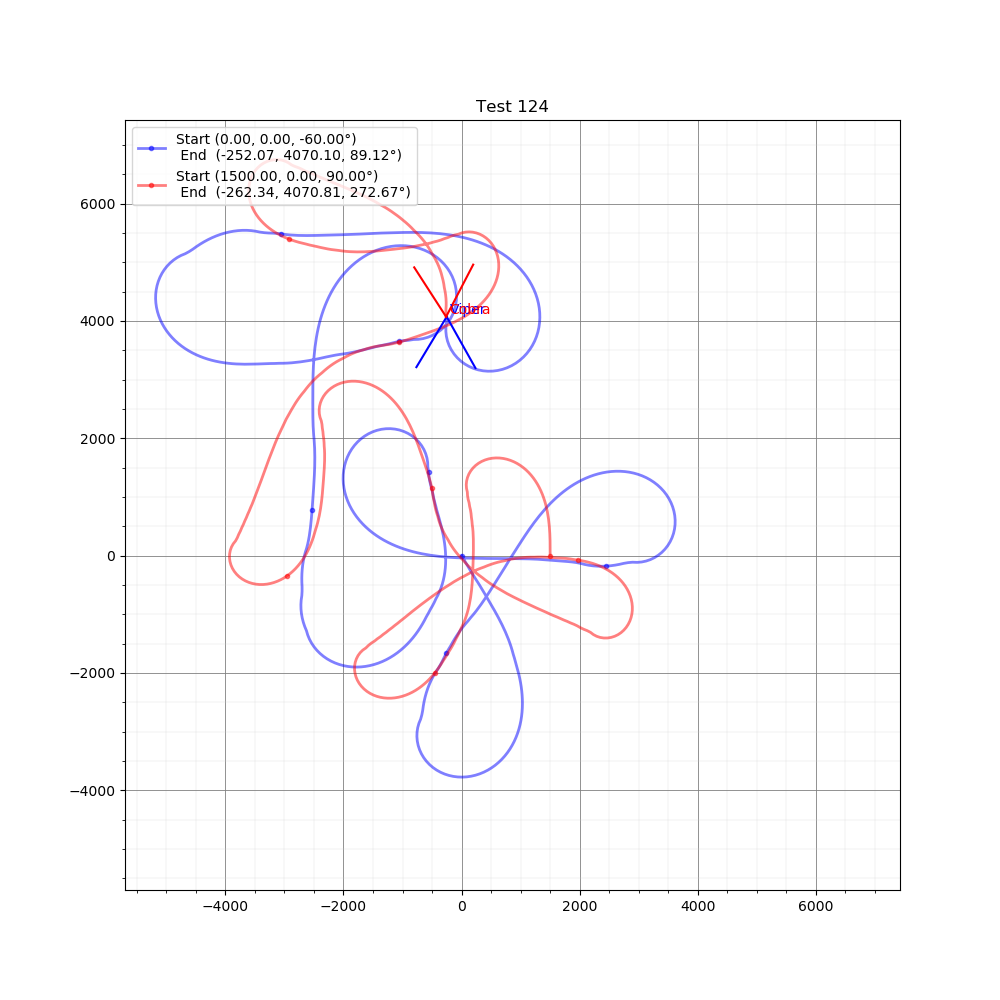 Test 124
Start (0.00, 0.00, -60.00°)
End (-252.07, 4070.10, 89.12°)
Start (1500.00, 0.00, 90.00°)
End (-262.34, 4070.81, 272.67°)
6000
4000
2000
0
−2000
−4000
−4000 −2000 0 2000 4000 6000